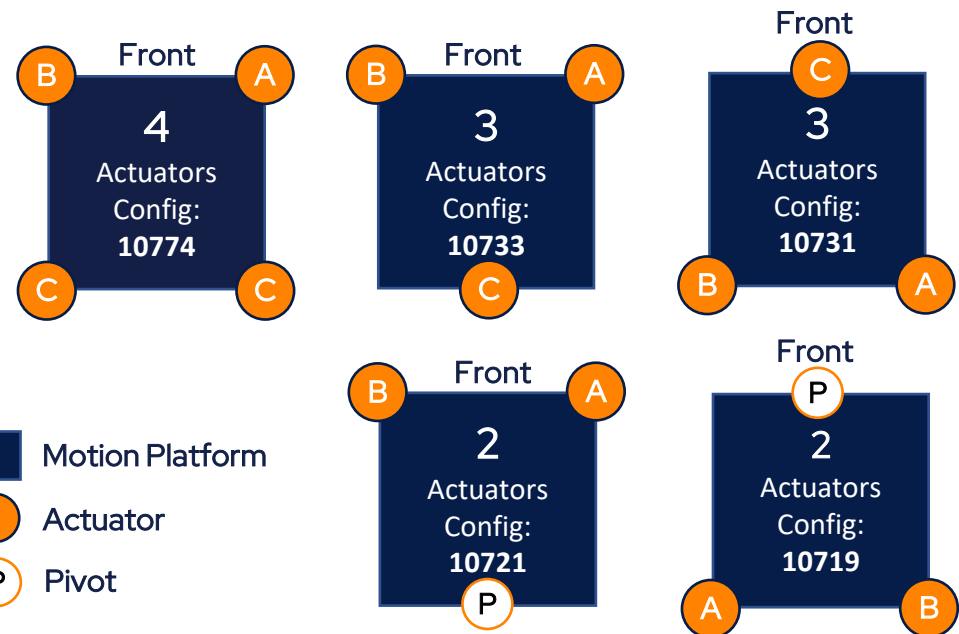 Front
B
A
4
Actuators
Config:
10774
C
C
Front
B
A
3
Actuators
Config:
10733
C
Front
C
3
Actuators
Config:
10731
B
A
Front
B
A
2
Actuators
Config:
10721
P
Front
P
2
Actuators
Config:
10719
A
B
Motion Platform
Actuator
P Pivot